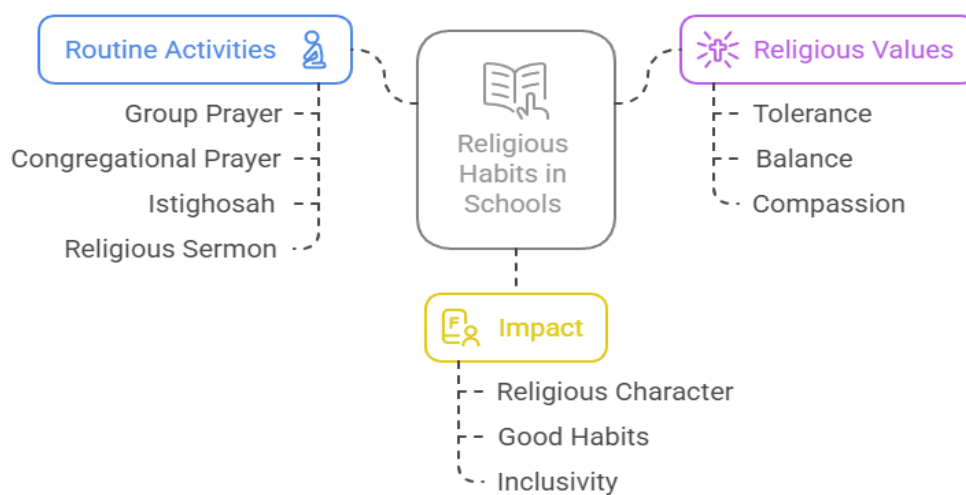 Routine Activities
Group Prayer
Congregational Prayer
Istighosah
Religious Sermon
Religious
Habits in
Schools
Religious Values
Tolerance
Balance
Compassion
F
Impact
Religious Character
Good Habits
Inclusivity